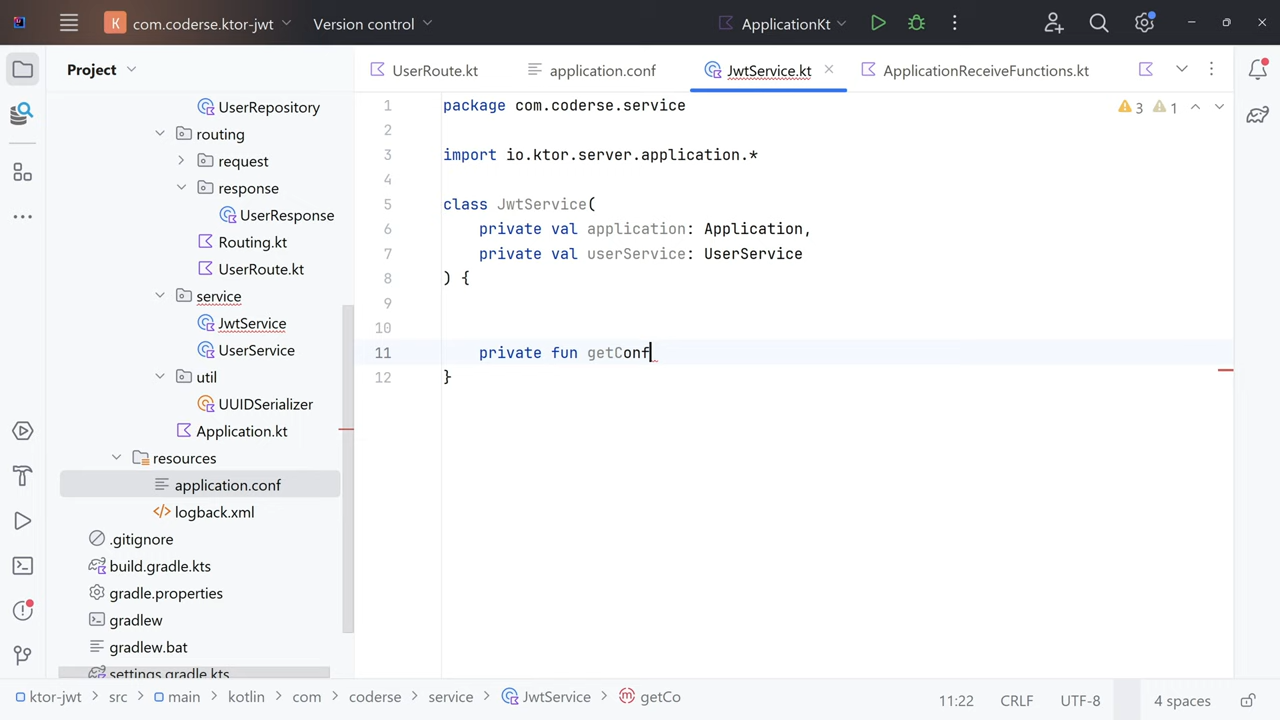 K com.coderse.ktor-jwt Version control ApplicationKt
Project
UserRoute.kt application.conf JwtService.kt ApplicationReceiveFunctions.kt
UserRepository
routing
request
response
UserResponse
Routing.kt
UserRoute.kt
service
JwtService
UserService
util
UUIDSerializer
Application.kt
resources
application.conf
logback.xml
.gitignore
build.gradle.kts
gradle.properties
gradlew
gradlew.bat
settings.gradle.kts
3 1
1 package com.coderse.service
2
3 import io.ktor.server.application.*
4
5 class JwtService(
6 private val application: Application,
7 private val userService: UserService
8 ) {
9
10
11 private fun getConf
12 }
ktor-jwt > src > main > kotlin > com > coderse > service > JwtService > getCo
11:22 CRLF UTF-8 4 spaces